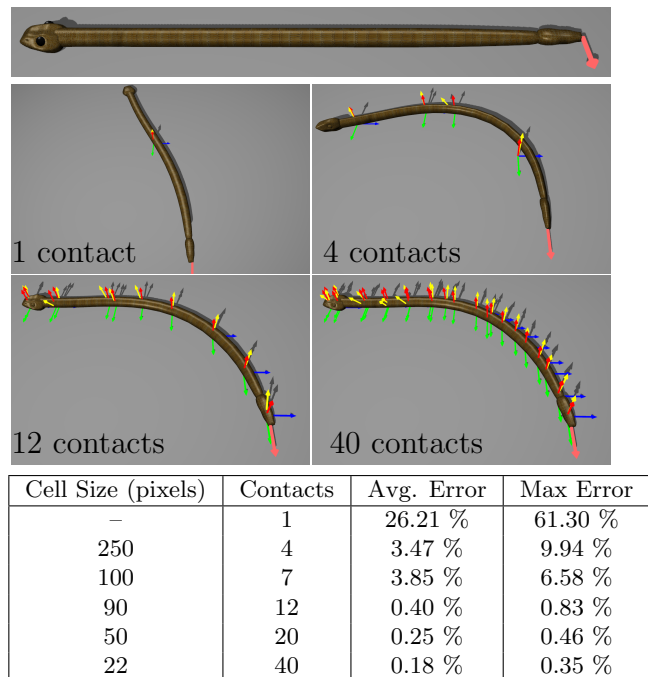 1 contact
4 contacts
12 contacts
40 contacts
Cell Size (pixels) Contacts Avg. Error Max Error
– 1 26.21 % 61.30 %
250 4 3.47 % 9.94 %
100 7 3.85 % 6.58 %
90 12 0.40 % 0.83 %
50 20 0.25 % 0.46 %
22 40 0.18 % 0.35 %